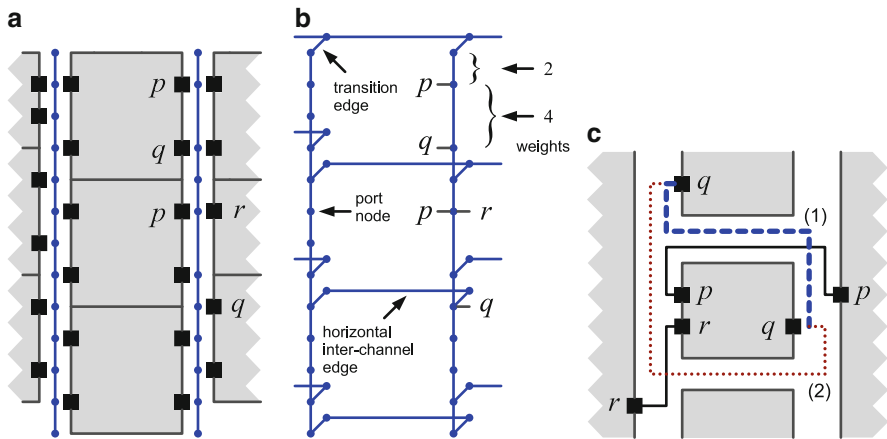 a
p
q
p
r
q
b
transition
edge
p
2
4
q
weights
port
node
p
r
q
horizontal
inter-channel
edge
c
q
(1)
p
p
r
q
(2)
r